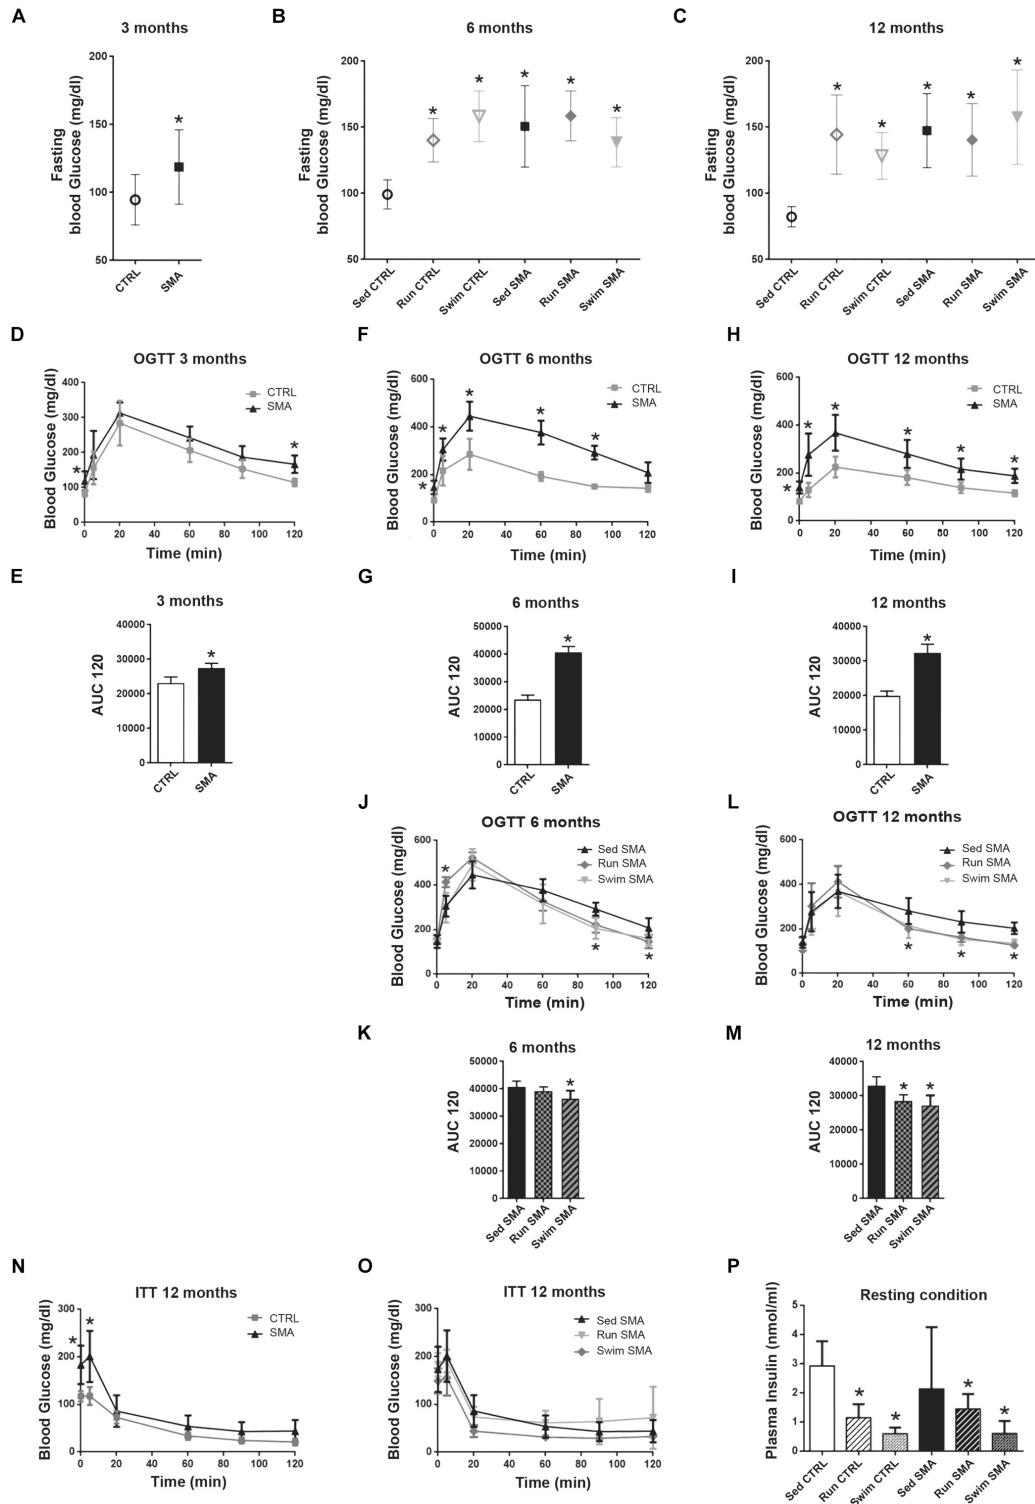 A
3 months
Fasting
blood Glucose (mg/dl)
200
150
100
50
CTRL
SMA
*
B
6 months
Fasting
blood Glucose (mg/dl)
200
150
100
50
Sed CTRL
Run CTRL
Swim CTRL
Sed SMA
Run SMA
Swim SMA
* * * * *
C
12 months
Fasting
blood Glucose (mg/dl)
200
150
100
50
Sed CTRL
Run CTRL
Swim CTRL
Sed SMA
Run SMA
Swim SMA
* * * * *
D
OGTT 3 months
Blood Glucose (mg/dl)
400
300
200
100
0
0 20 40 60 80 100 120
Time (min)
CTRL
SMA
* *
F
OGTT 6 months
Blood Glucose (mg/dl)
600
400
200
0
0 20 40 60 80 100 120
Time (min)
CTRL
SMA
* * * * *
H
OGTT 12 months
Blood Glucose (mg/dl)
600
400
200
0
0 20 40 60 80 100 120
Time (min)
CTRL
SMA
* * * * * *
E
3 months
AUC 120
40000
30000
20000
10000
0
CTRL
SMA
*
G
6 months
AUC 120
50000
40000
30000
20000
10000
0
CTRL
SMA
*
I
12 months
AUC 120
40000
30000
20000
10000
0
CTRL
SMA
*
J
OGTT 6 months
Blood Glucose (mg/dl)
600
400
200
0
0 20 40 60 80 100 120
Time (min)
Sed SMA
Run SMA
Swim SMA
* * *
L
OGTT 12 months
Blood Glucose (mg/dl)
600
400
200
0
0 20 40 60 80 100 120
Time (min)
Sed SMA
Run SMA
Swim SMA
* * *
K
6 months
AUC 120
50000
40000
30000
20000
10000
0
Sed SMA
Run SMA
Swim SMA
*
M
12 months
AUC 120
40000
30000
20000
10000
0
Sed SMA
Run SMA
Swim SMA
* *
N
ITT 12 months
Blood Glucose (mg/dl)
300
200
100
0
0 20 40 60 80 100 120
Time (min)
CTRL
SMA
* *
O
ITT 12 months
Blood Glucose (mg/dl)
300
200
100
0
0 20 40 60 80 100 120
Time (min)
Sed SMA
Run SMA
Swim SMA
P
Resting condition
Plasma Insulin (nmol/ml)
5
4
3
2
1
0
Sed CTRL
Run CTRL
Swim CTRL
Sed SMA
Run SMA
Swim SMA
* * * *